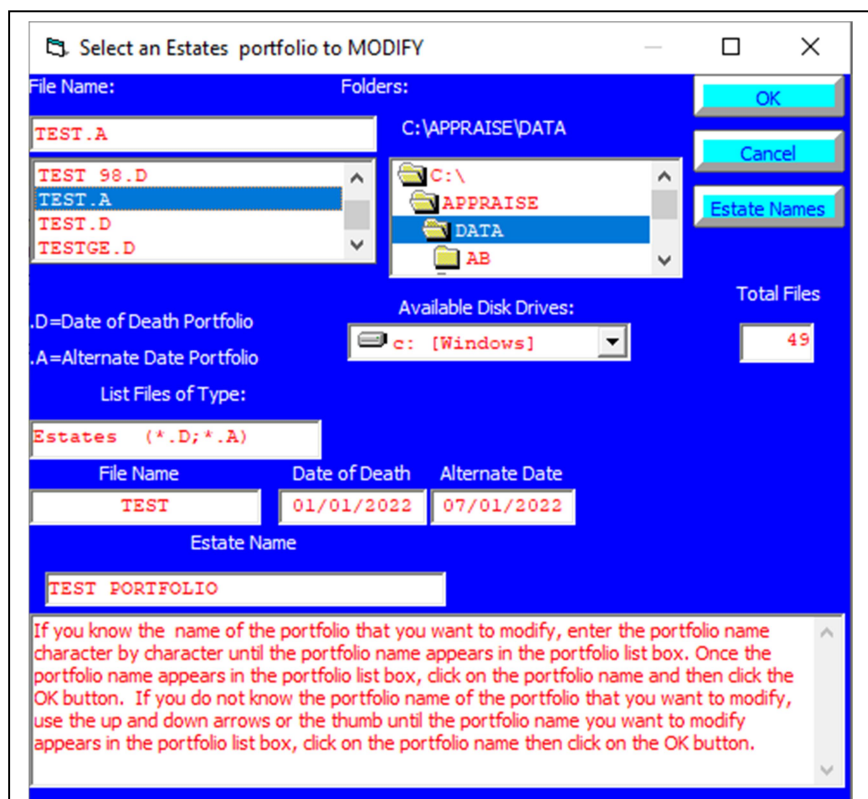 Select an Estates  portfolio to MODIFY
File Name:
Folders:
OK
TEST.A
C:\APPRAISE\DATA
Cancel
TEST 98.D
TEST.A
TEST.D
TESTGE.D
C:\
APPRAISE
DATA
AB
Estate Names
.D=Date of Death Portfolio
.A=Alternate Date Portfolio
Available Disk Drives:
c: [Windows]
Total Files
49
List Files of Type:
Estates  (*.D;*.A)
File Name
Date of Death
Alternate Date
TEST
01/01/2022
07/01/2022
Estate Name
TEST PORTFOLIO
If you know the  name of the portfolio that you want to modify, enter the portfolio name
character by character until the portfolio name appears in the portfolio list box. Once the
portfolio name appears in the portfolio list box, click on the portfolio name and then click the
OK button.  If you do not know the portfolio name of the portfolio that you want to modify,
use the up and down arrows or the thumb until the portfolio name you want to modify
appears in the portfolio list box, click on the portfolio name then click on the OK button.